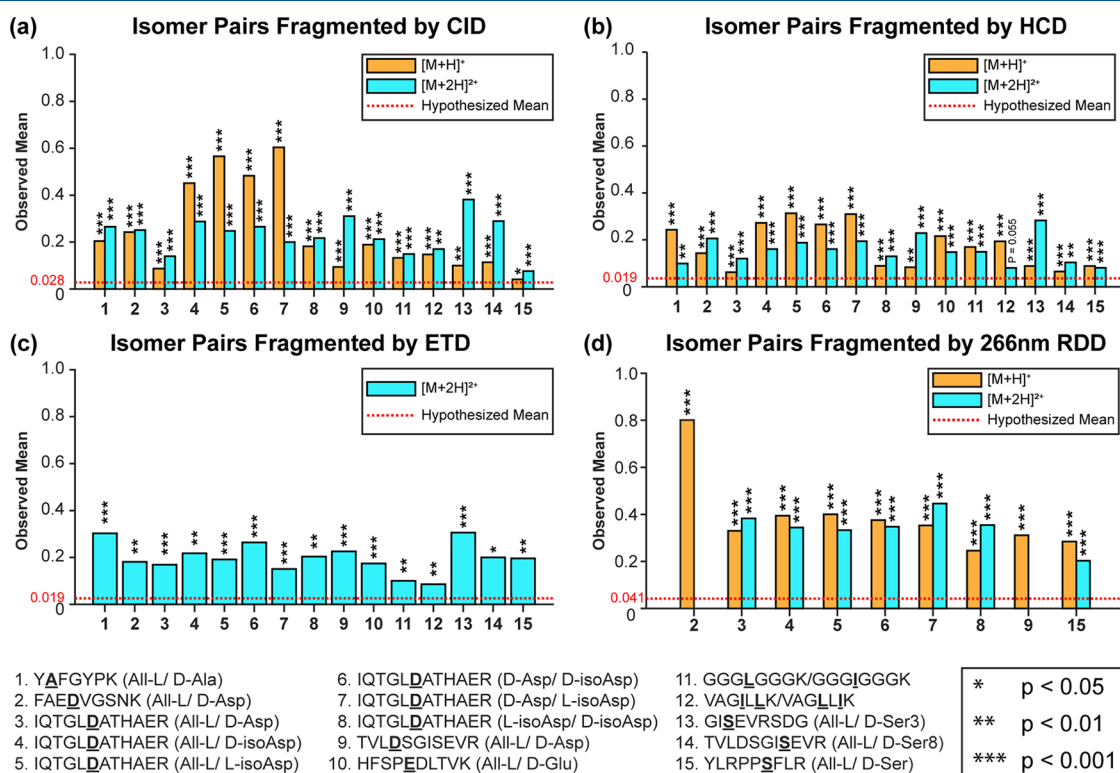 (a) Isomer Pairs Fragmented by CID
Observed Mean
1.0
0.8
0.6
0.4
0.2
0.028
0
[M+H]⁺
[M+2H]²⁺
Hypothesized Mean
*** *** *** *** *** *** *** *** *** *** *** *** *** *** *** *** *** *** *** *** *** *** ** ** ** *** *** *** * ***
1 2 3 4 5 6 7 8 9 10 11 12 13 14 15
(b) Isomer Pairs Fragmented by HCD
Observed Mean
1.0
0.8
0.6
0.4
0.2
0.019
0
[M+H]⁺
[M+2H]²⁺
Hypothesized Mean
P = 0.055
1 2 3 4 5 6 7 8 9 10 11 12 13 14 15
(c) Isomer Pairs Fragmented by ETD
Observed Mean
1.0
0.8
0.6
0.4
0.2
0.019
0
[M+2H]²⁺
Hypothesized Mean
*** ** *** ** *** *** *** ** *** *** ** ** *** * **
1 2 3 4 5 6 7 8 9 10 11 12 13 14 15
(d) Isomer Pairs Fragmented by 266nm RDD
Observed Mean
1.0
0.8
0.6
0.4
0.2
0.041
0
[M+H]⁺
[M+2H]²⁺
Hypothesized Mean
*** *** *** *** *** *** *** *** *** *** *** *** *** *** *** ***
2 3 4 5 6 7 8 9 15
1. YAFGYPK (All-L/ D-Ala)
2. FAEDVGSNK (All-L/ D-Asp)
3. IQTGLDATHAER (All-L/ D-Asp)
4. IQTGLDATHAER (All-L/ D-isoAsp)
5. IQTGLDATHAER (All-L/ L-isoAsp)
6. IQTGLDATHAER (D-Asp/ D-isoAsp)
7. IQTGLDATHAER (D-Asp/ L-isoAsp)
8. IQTGLDATHAER (L-isoAsp/ D-isoAsp)
9. TVLDSGISEVR (All-L/ D-Asp)
10. HFSPEDLTVK (All-L/ D-Glu)
11. GGGLGGGK/GGGIGGGK
12. VAGILLK/VAGLLIK
13. GISEVRSDG (All-L/ D-Ser3)
14. TVLDSGISEVR (All-L/ D-Ser8)
15. YLRPPSFLR (All-L/ D-Ser)
* p < 0.05
** p < 0.01
*** p < 0.001